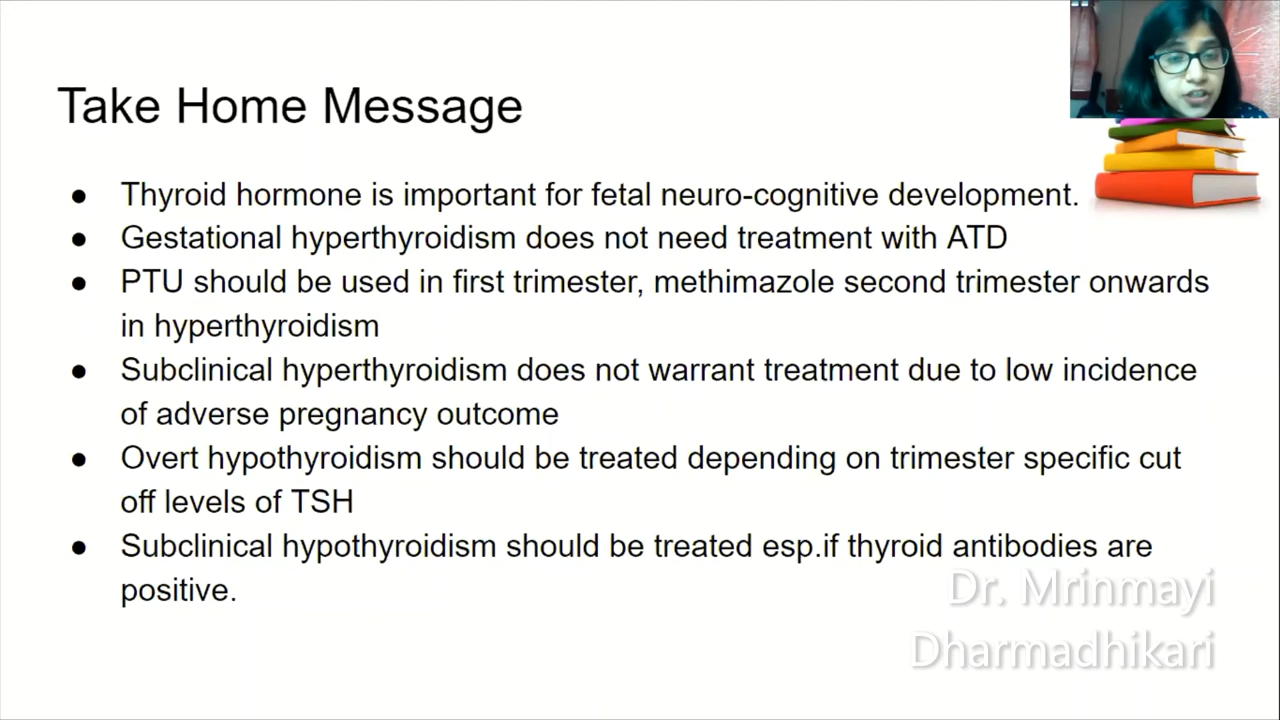 Take Home Message
● Thyroid hormone is important for fetal neuro-cognitive development.
● Gestational hyperthyroidism does not need treatment with ATD
● PTU should be used in first trimester, methimazole second trimester onwards
in hyperthyroidism
● Subclinical hyperthyroidism does not warrant treatment due to low incidence
of adverse pregnancy outcome
● Overt hypothyroidism should be treated depending on trimester specific cut
off levels of TSH
● Subclinical hypothyroidism should be treated esp.if thyroid antibodies are
positive.
Dr. Mrinmayi
Dharmadhikari